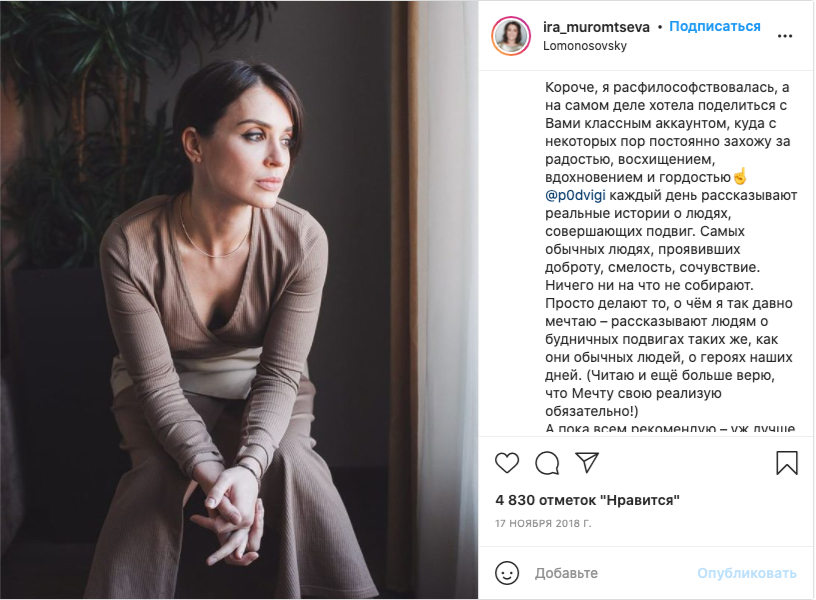 ira_muromtseva • Подписаться
Lomonosovsky
Короче, я расфилософствовалась, а
на самом деле хотела поделиться с
Вами классным аккаунтом, куда с
некоторых пор постоянно захожу за
радостью, восхищением,
вдохновением и гордостью☝️
@p0dvigi каждый день рассказывают
реальные истории о людях,
совершающих подвиг. Самых
обычных людях, проявивших
доброту, смелость, сочувствие.
Ничего ни на что не собирают.
Просто делают то, о чём я так давно
мечтаю – рассказывают людям о
будничных подвигах таких же, как
они обычных людей, о героях наших
дней. (Читаю и ещё больше верю,
что Мечту свою реализую
обязательно!)
А пока всем рекомендую – уж лучше
4 830 отметок "Нравится"
17 НОЯБРЯ 2018 Г.
Добавьте
Опубликовать